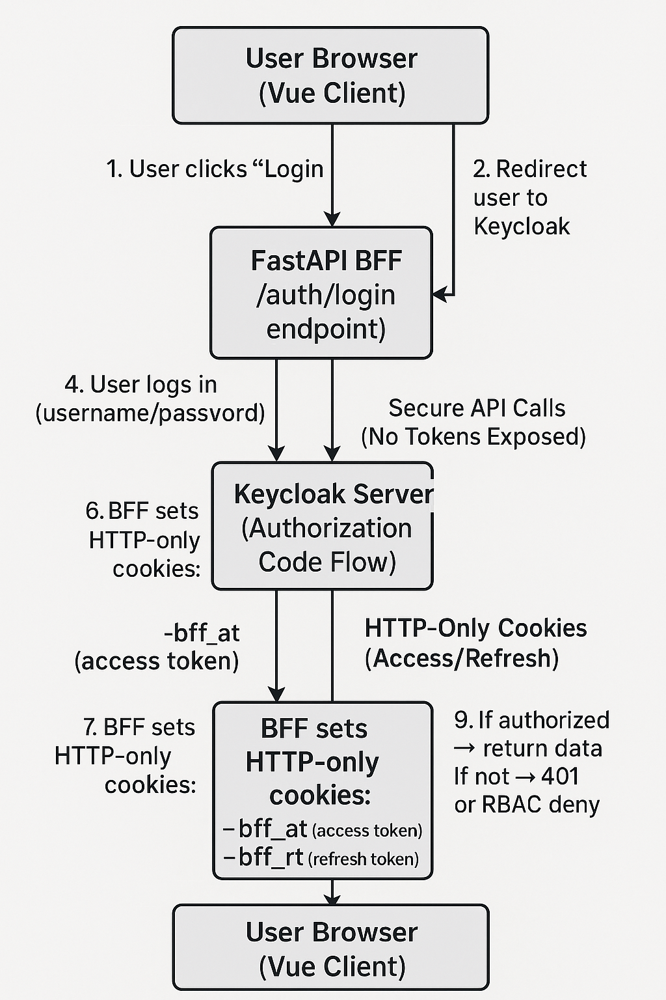 User Browser
(Vue Client)
1. User clicks “Login
2. Redirect
user to
Keycloak
FastAPI BFF
/auth/login
endpoint)
4. User logs in
(username/passvord)
Secure API Calls
(No Tokens Exposed)
Keycloak Server
(Authorization
Code Flow)
6. BFF sets
HTTP-only
cookies:
-bff_at
(access token)
HTTP-Only Cookies
(Access/Refresh)
7. BFF sets
HTTP-only
cookies:
BFF sets
HTTP-only
cookies:
– bff_at (access token)
– bff_rt (refresh token)
9. If authorized
→ return data
If not → 401
or RBAC deny
User Browser
(Vue Client)